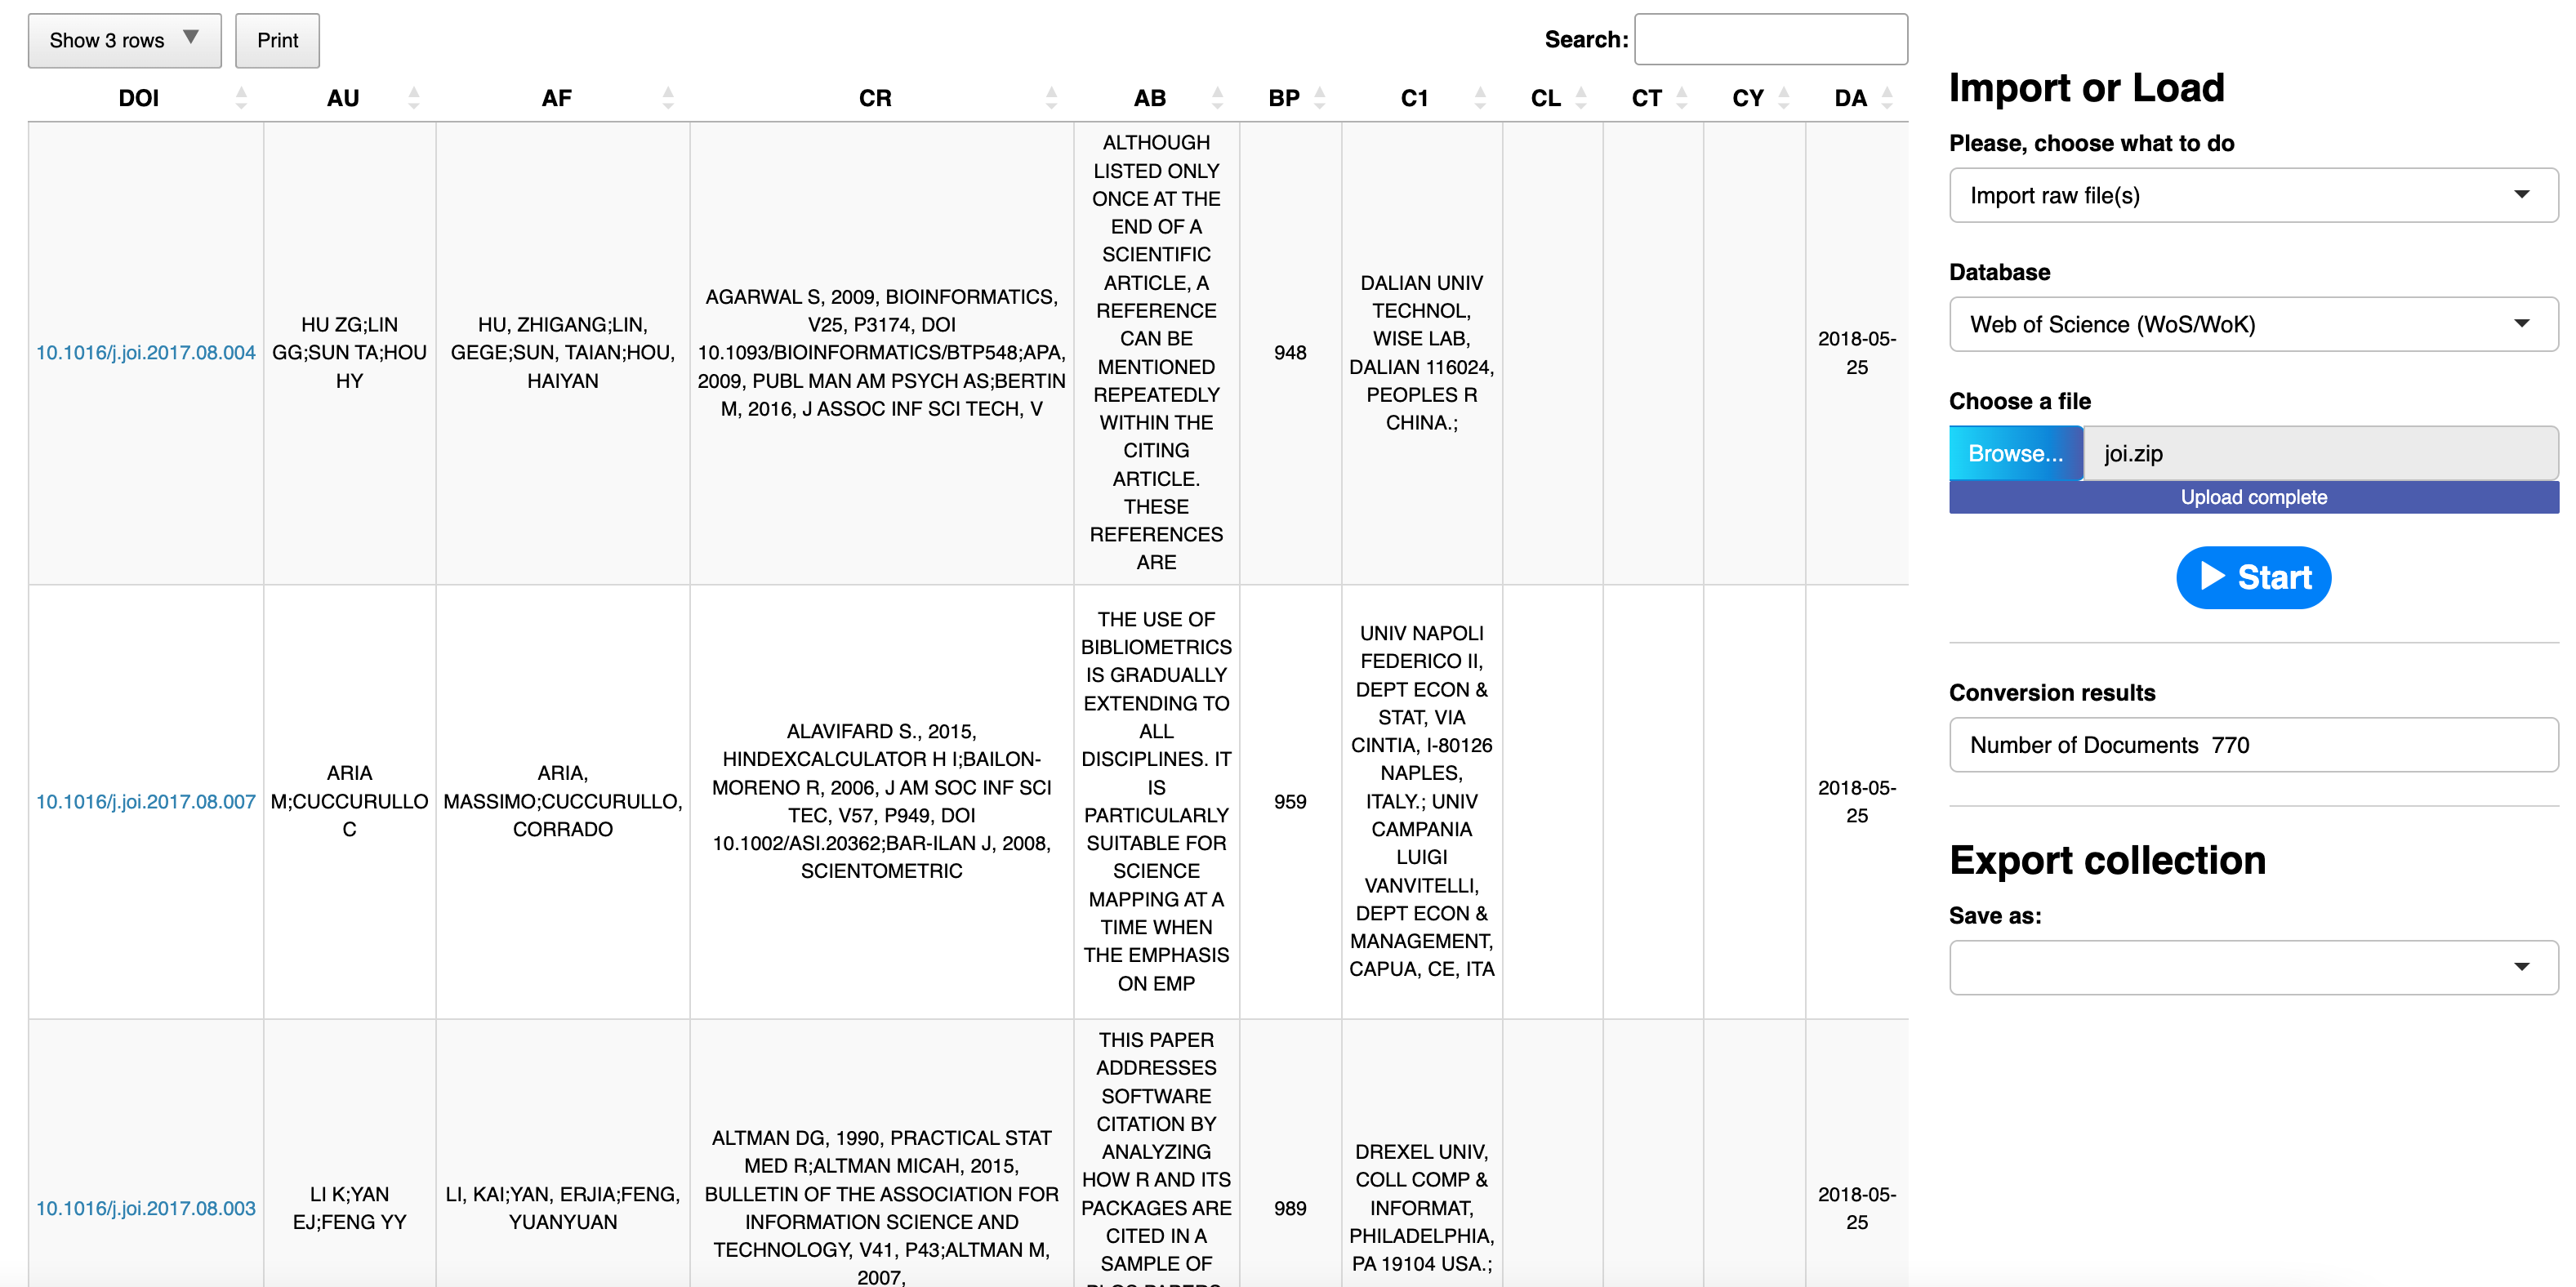 Show 3 rows
Print
Search:
DOI AU AF CR AB BP C1 CL CT CY DA
10.1016/j.joi.2017.08.004
HU ZG;LIN
GG;SUN TA;HOU
HY
HU, ZHIGANG;LIN,
GEGE;SUN, TAIAN;HOU,
HAIYAN
AGARWAL S, 2009, BIOINFORMATICS,
V25, P3174, DOI
10.1093/BIOINFORMATICS/BTP548;APA,
2009, PUBL MAN AM PSYCH AS;BERTIN
M, 2016, J ASSOC INF SCI TECH, V
ALTHOUGH
LISTED ONLY
ONCE AT THE
END OF A
SCIENTIFIC
ARTICLE, A
REFERENCE
CAN BE
MENTIONED
REPEATEDLY
WITHIN THE
CITING
ARTICLE.
THESE
REFERENCES
ARE
948
DALIAN UNIV
TECHNOL,
WISE LAB,
DALIAN 116024,
PEOPLES R
CHINA.;
2018-05-
25
10.1016/j.joi.2017.08.007
ARIA
M;CUCCURULLO
C
ARIA,
MASSIMO;CUCCURULLO,
CORRADO
ALAVIFARD S., 2015,
HINDEXCALCULATOR H I;BAILON-
MORENO R, 2006, J AM SOC INF SCI
TEC, V57, P949, DOI
10.1002/ASI.20362;BAR-ILAN J, 2008,
SCIENTOMETRIC
THE USE OF
BIBLIOMETRICS
IS GRADUALLY
EXTENDING TO
ALL
DISCIPLINES. IT
IS
PARTICULARLY
SUITABLE FOR
SCIENCE
MAPPING AT A
TIME WHEN
THE EMPHASIS
ON EMP
959
UNIV NAPOLI
FEDERICO II,
DEPT ECON &
STAT, VIA
CINTIA, I-80126
NAPLES,
ITALY.; UNIV
CAMPANIA
LUIGI
VANVITELLI,
DEPT ECON &
MANAGEMENT,
CAPUA, CE, ITA
2018-05-
25
10.1016/j.joi.2017.08.003
LI K;YAN
EJ;FENG YY
LI, KAI;YAN, ERJIA;FENG,
YUANYUAN
ALTMAN DG, 1990, PRACTICAL STAT
MED R;ALTMAN MICAH, 2015,
BULLETIN OF THE ASSOCIATION FOR
INFORMATION SCIENCE AND
TECHNOLOGY, V41, P43;ALTMAN M,
2007,
THIS PAPER
ADDRESSES
SOFTWARE
CITATION BY
ANALYZING
HOW R AND ITS
PACKAGES ARE
CITED IN A
SAMPLE OF
PLOS PAPERS
989
DREXEL UNIV,
COLL COMP &
INFORMAT,
PHILADELPHIA,
PA 19104 USA.;
2018-05-
25
Import or Load
Please, choose what to do
Import raw file(s)
Database
Web of Science (WoS/WoK)
Choose a file
Browse... joi.zip
Upload complete
Start
Conversion results
Number of Documents 770
Export collection
Save as: